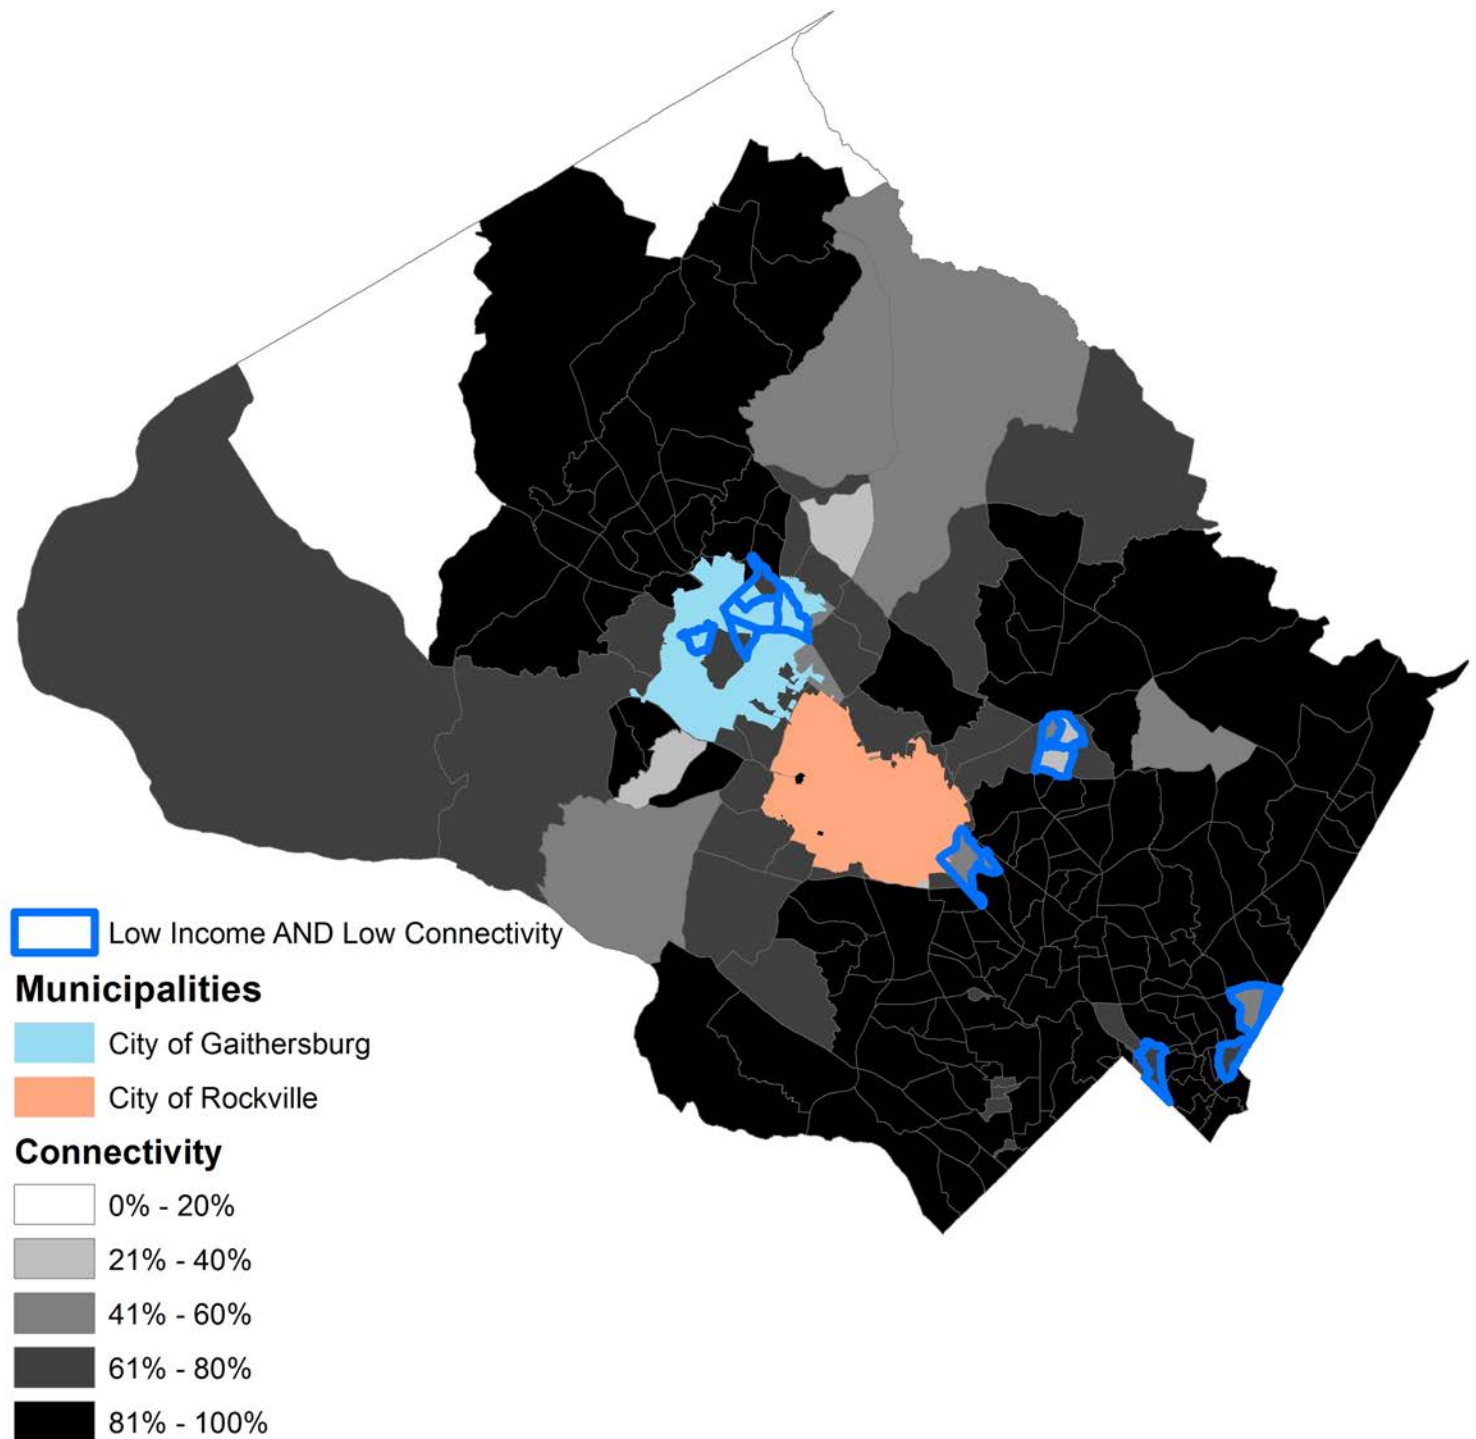 Low Income AND Low Connectivity
Municipalities
City of Gaithersburg
City of Rockville
Connectivity
0% - 20%
21% - 40%
41% - 60%
61% - 80%
81% - 100%